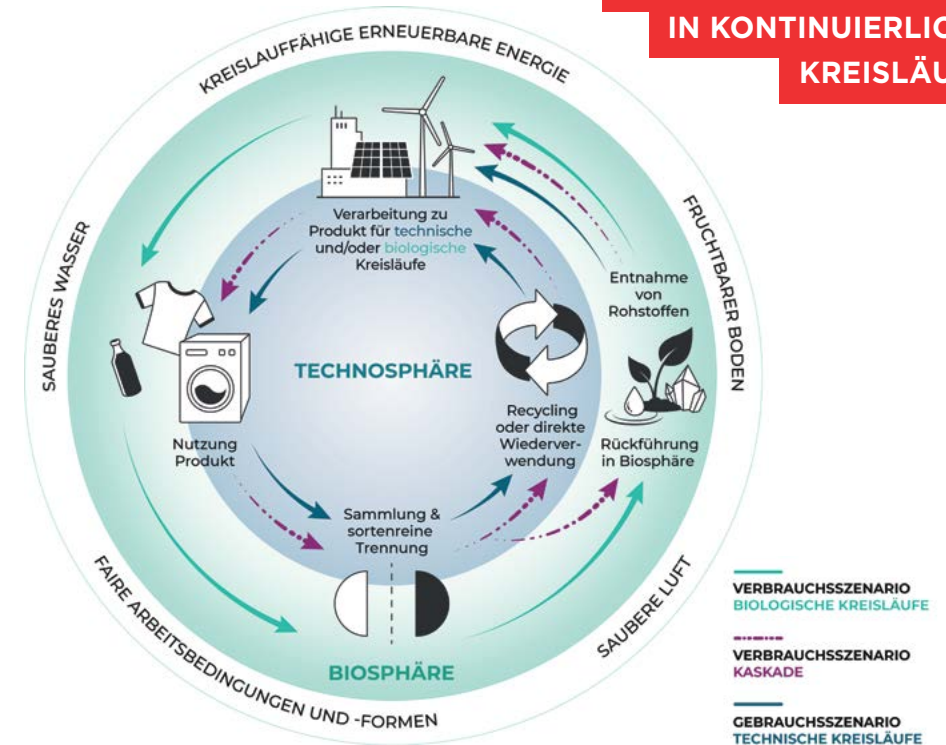 IN KONTINUIERLIC
KREISLÄU
KREISLAUFFÄHIGE ERNEUERBARE ENERGIE
SAUBERES WASSER
FRUCHTBARER BODEN
Verarbeitung zu
Produkt für technische
und/oder biologische
Kreisläufe
Entnahme
von
Rohstoffen
TECHNOSPHÄRE
Recycling
oder direkte
Wiederver-
wendung
Rückführung
in Biosphäre
Nutzung
Produkt
Sammlung &
sortenreine
Trennung
BIOSPHÄRE
FAIRE ARBEITSBEDINGUNGEN UND -FORMEN
SAUBERE LUFT
VERBRAUCHSSZENARIO
BIOLOGISCHE KREISLÄUFE
VERBRAUCHSSZENARIO
KASKADE
GEBRAUCHSSZENARIO
TECHNISCHE KREISLÄUFE